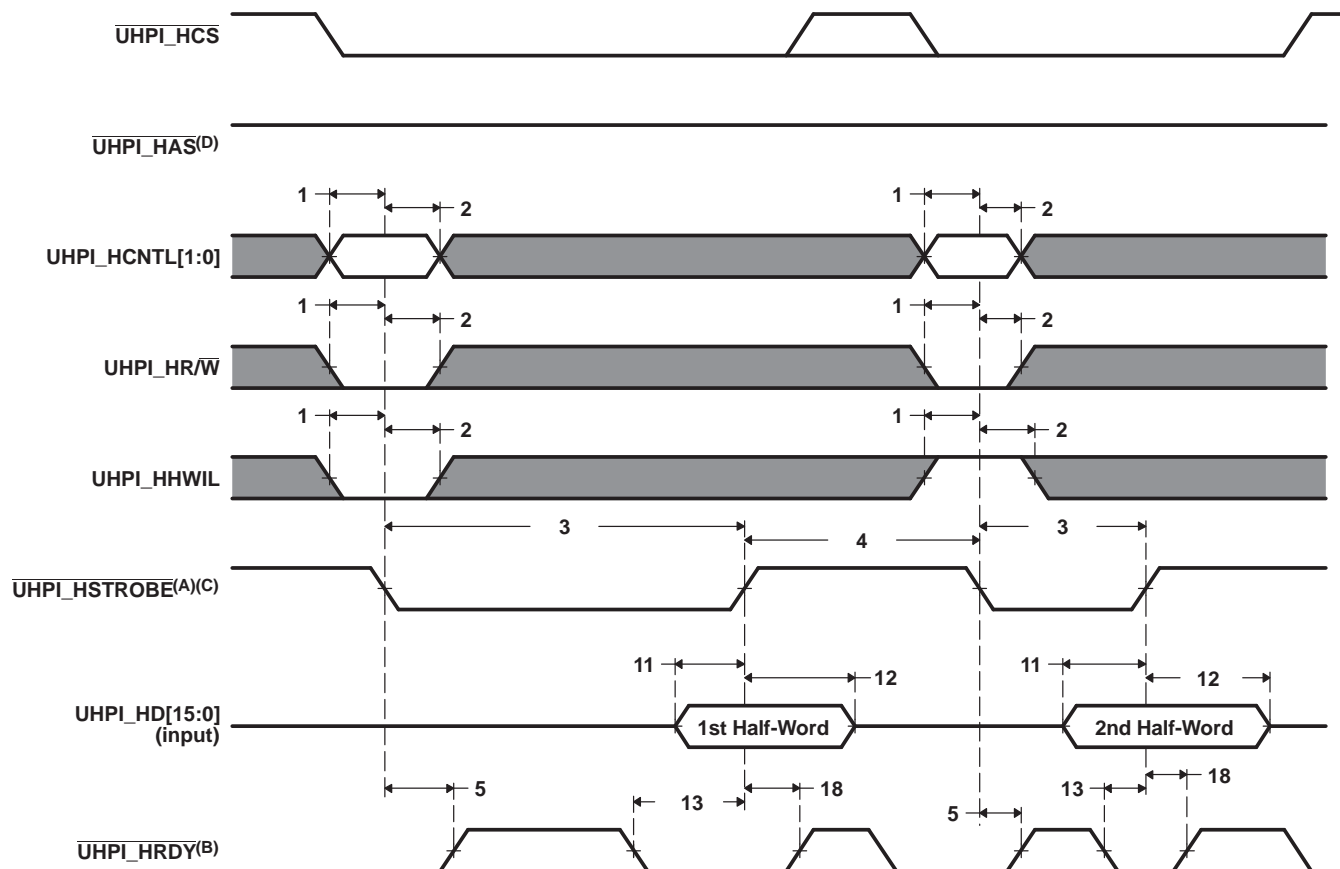 UHPI_HCS
UHPI_HAS(D)
1
2
1
2
UHPI_HCNTL[1:0]
1
2
1
2
UHPI_HR/W
1
2
1
2
UHPI_HHWIL
3
4
3
UHPI_HSTROBE(A)(C)
11
12
11
12
UHPI_HD[15:0]
(input)
1st Half-Word
2nd Half-Word
5
13
18
5
13
18
UHPI_HRDY(B)